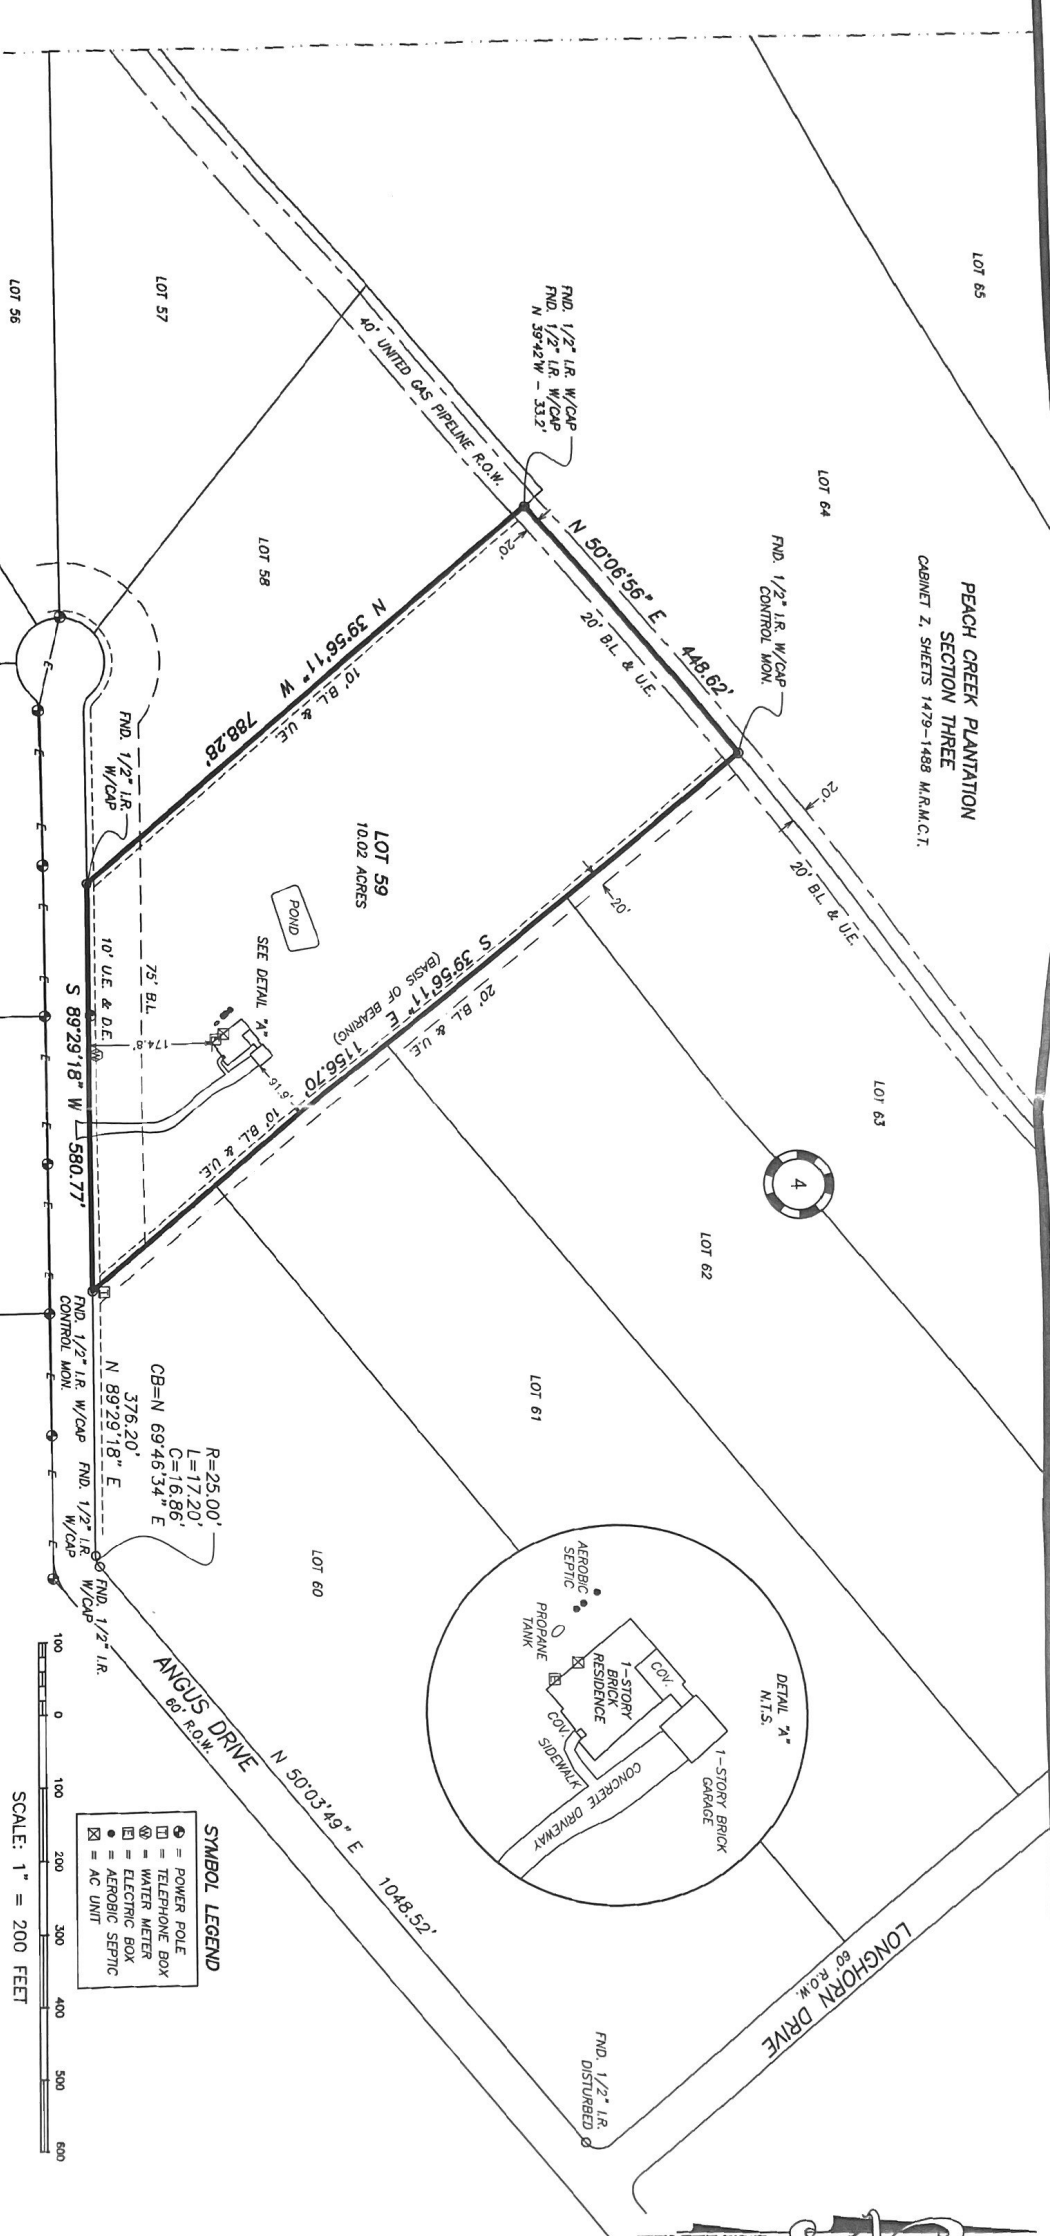 PEACH CREEK PLANTATION
SECTION THREE
CABINET Z, SHEETS 1479-1488 M.R.M.C.T.
LOT 65
LOT 64
LOT 63
LOT 62
LOT 61
LOT 60
LOT 58
LOT 57
LOT 56
4
FND. 1/2" I.R. W/CAP
FND. 1/2" I.R. W/CAP
N 39°42'W - 33.2'
FND. 1/2" I.R. W/CAP
CONTROL MON.
40' UNITED GAS PIPELINE R.O.W.
N 50°06'56" E 448.62'
20' B.L. & U.E.
20'
20'
20' B.L. & U.E.
20'
N 39°56'11" W 788.28'
10' B.L. & U.E.
LOT 59
10.02 ACRES
POND
SEE DETAIL "A"
S 39°56'11" E 1156.70'
(BASIS OF BEARING)
20' B.L. & U.E.
10' B.L. & U.E.
91.9'
174.8'
75' B.L.
10' U.E. & D.E.
S 89°29'18" W 580.77'
FND. 1/2" I.R.
W/CAP
E
E
E
E
E
E
E
E
E
E
E
E
T
W
FND. 1/2" I.R. W/CAP
CONTROL MON.
FND. 1/2" I.R.
W/CAP
FND. 1/2" I.R.
W/CAP
R=25.00'
L=17.20'
C=16.86'
CB=N 69°46'34" E
376.20'
N 89°29'18" E
ANGUS DRIVE
60' R.O.W.
N 50°03'49" E 1048.52'
LONGHORN DRIVE
60' R.O.W.
FND. 1/2" I.R.
DISTURBED
DETAIL "A"
N.T.S.
1-STORY BRICK
GARAGE
COV.
1-STORY
BRICK
RESIDENCE
AEROBIC
SEPTIC
PROPANE
TANK
E
COV.
SIDEWALK
CONCRETE DRIVEWAY
SYMBOL LEGEND
= POWER POLE
T = TELEPHONE BOX
W = WATER METER
E = ELECTRIC BOX
= AEROBIC SEPTIC
= AC UNIT
100 0 100 200 300 400 500 600
SCALE: 1" = 200 FEET